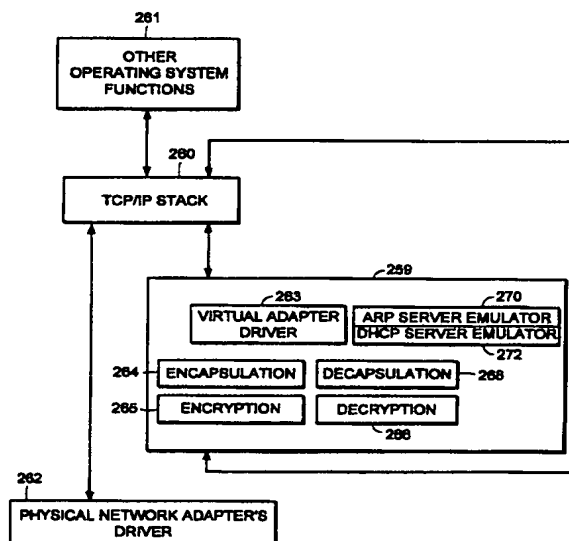 261
OTHER
OPERATING SYSTEM
FUNCTIONS
260
TCP/IP STACK
259
263
VIRTUAL ADAPTER
DRIVER
270
ARP SERVER EMULATOR
DHCP SERVER EMULATOR
272
264
ENCAPSULATION
DECAPSULATION
268
265
ENCRYPTION
DECRYPTION
266
262
PHYSICAL NETWORK ADAPTER'S
DRIVER